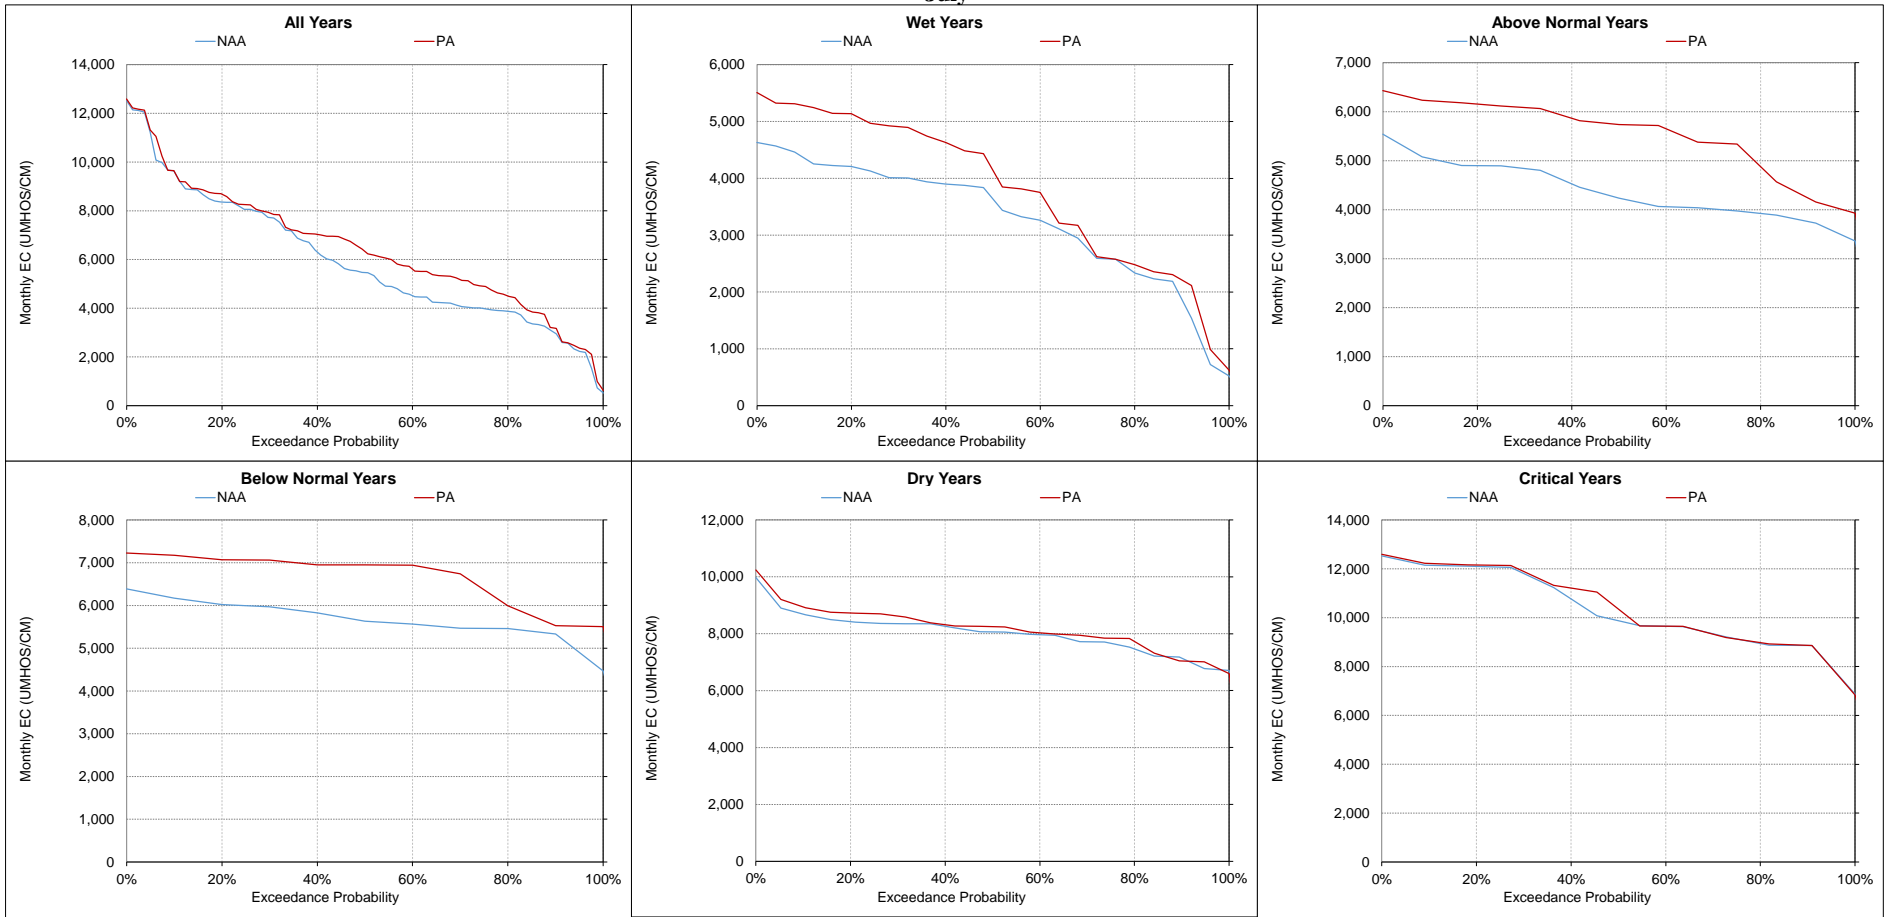 July
All Years
NAA PA
Monthly EC (UMHOS/CM)
14,000
12,000
10,000
8,000
6,000
4,000
2,000
0
0% 20% 40% 60% 80% 100%
Exceedance Probability
Wet Years
NAA PA
Monthly EC (UMHOS/CM)
6,000
5,000
4,000
3,000
2,000
1,000
0
0% 20% 40% 60% 80% 100%
Exceedance Probability
Above Normal Years
NAA PA
Monthly EC (UMHOS/CM)
7,000
6,000
5,000
4,000
3,000
2,000
1,000
0
0% 20% 40% 60% 80% 100%
Exceedance Probability
Below Normal Years
NAA PA
Monthly EC (UMHOS/CM)
8,000
7,000
6,000
5,000
4,000
3,000
2,000
1,000
0
0% 20% 40% 60% 80% 100%
Exceedance Probability
Dry Years
NAA PA
Monthly EC (UMHOS/CM)
12,000
10,000
8,000
6,000
4,000
2,000
0
0% 20% 40% 60% 80% 100%
Exceedance Probability
Critical Years
NAA PA
Monthly EC (UMHOS/CM)
14,000
12,000
10,000
8,000
6,000
4,000
2,000
0
0% 20% 40% 60% 80% 100%
Exceedance Probability